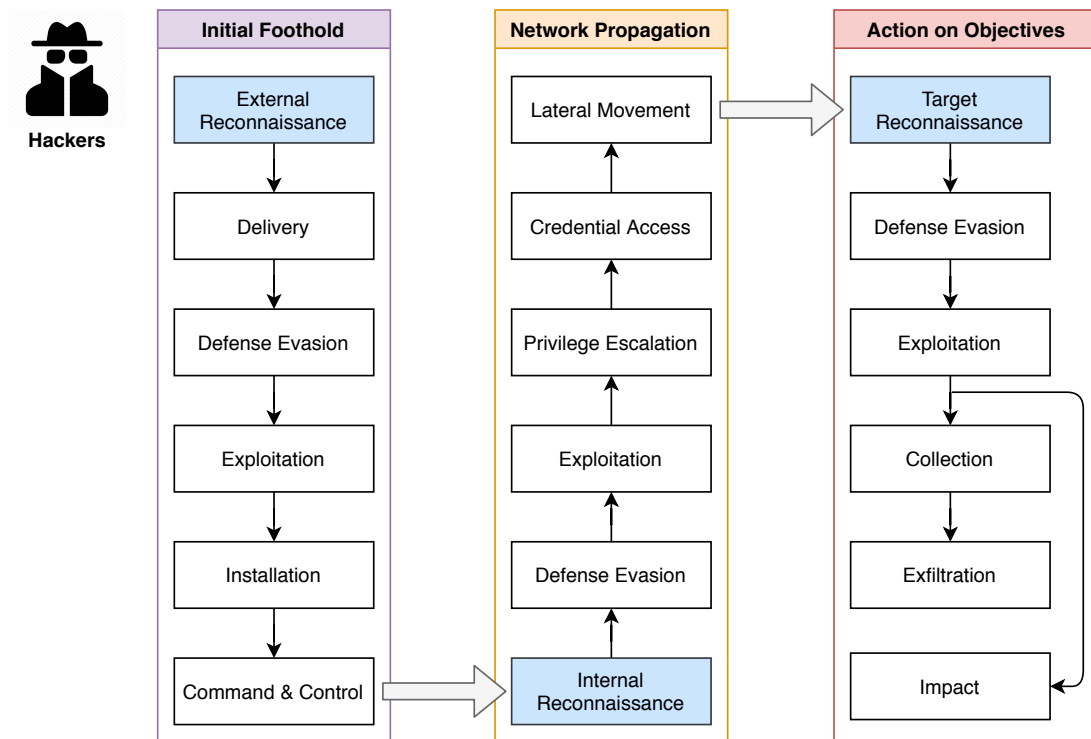 Hackers
Initial Foothold
External
Reconnaissance
Delivery
Defense Evasion
Exploitation
Installation
Command & Control
Network Propagation
Lateral Movement
Credential Access
Privilege Escalation
Exploitation
Defense Evasion
Internal
Reconnaissance
Action on Objectives
Target
Reconnaissance
Defense Evasion
Exploitation
Collection
Exfiltration
Impact